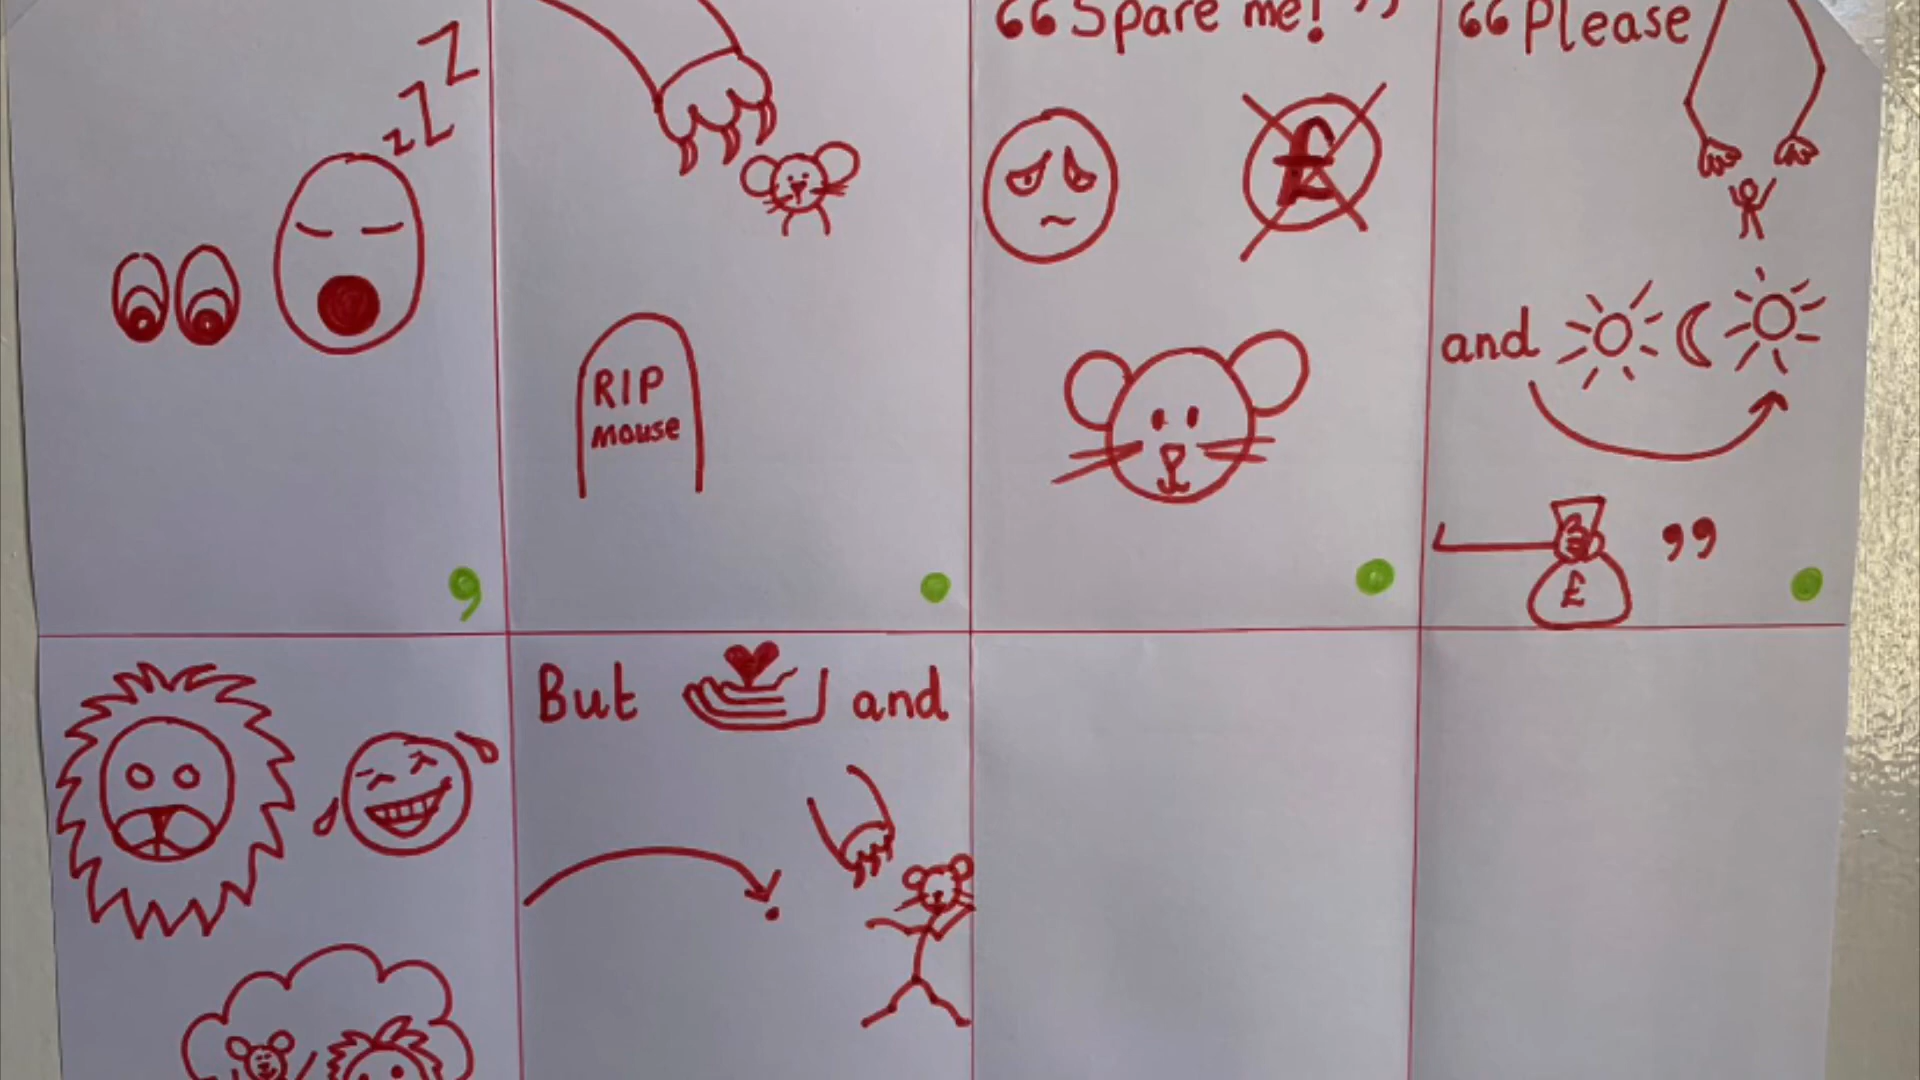 zZZ
“Spare me!”
“Please
£
RIP
mouse
and
£
”
But
and